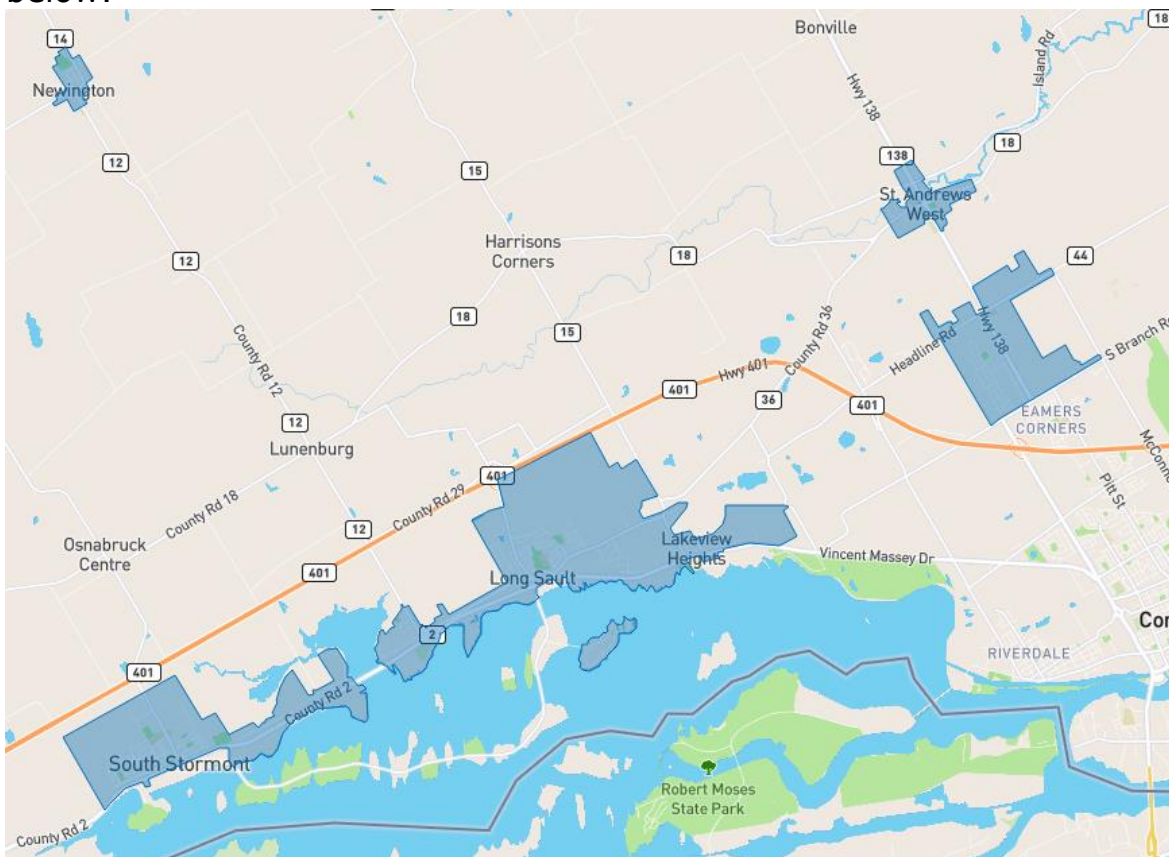 below:
14
Newington
12
12
County Rd 12
12
Lunenburg
12
15
Harrisons
Corners
15
18
18
Bonville
Hwy 138
Island Rd
18
138
18
St. Andrews
West
44
Hwy 138
Headline Rd
S Branch R
County Rd 36
Hwy 401
401
36
401
EAMERS
CORNERS
McConn
Pitt St
401
County Rd 29
County Rd 18
Osnabruck
Centre
401
401
Long Sault
Lakeview
Heights
Vincent Massey Dr
2
County Rd 2
South Stormont
County Rd 2
RIVERDALE
Cor
Robert Moses
State Park